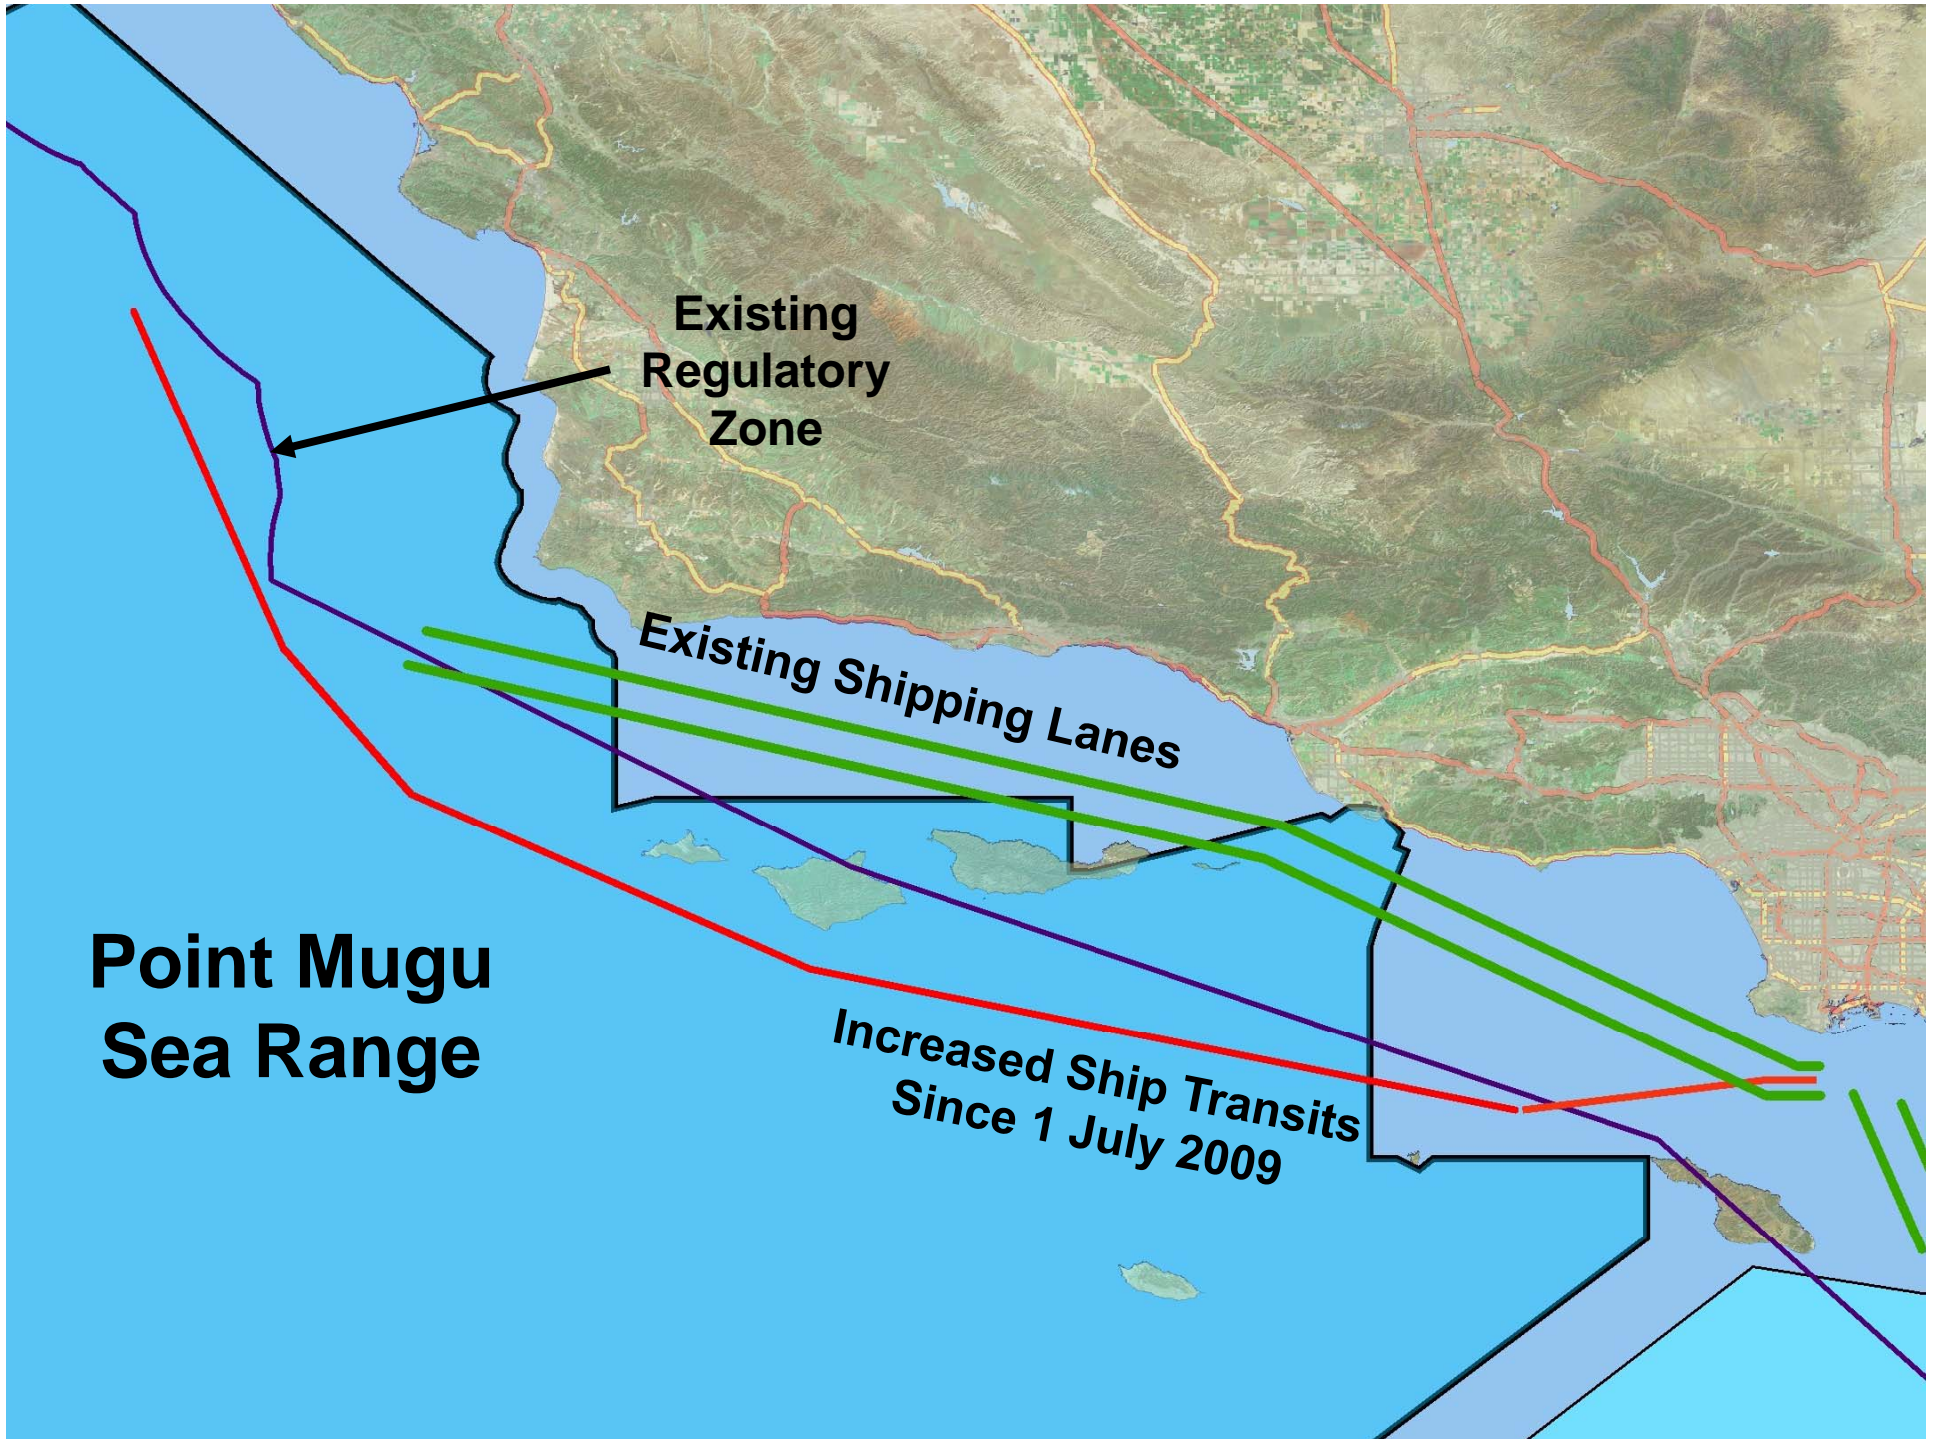 Existing
Regulatory
Zone
Existing Shipping Lanes
Point Mugu
Sea Range
Increased Ship Transits
Since 1 July 2009